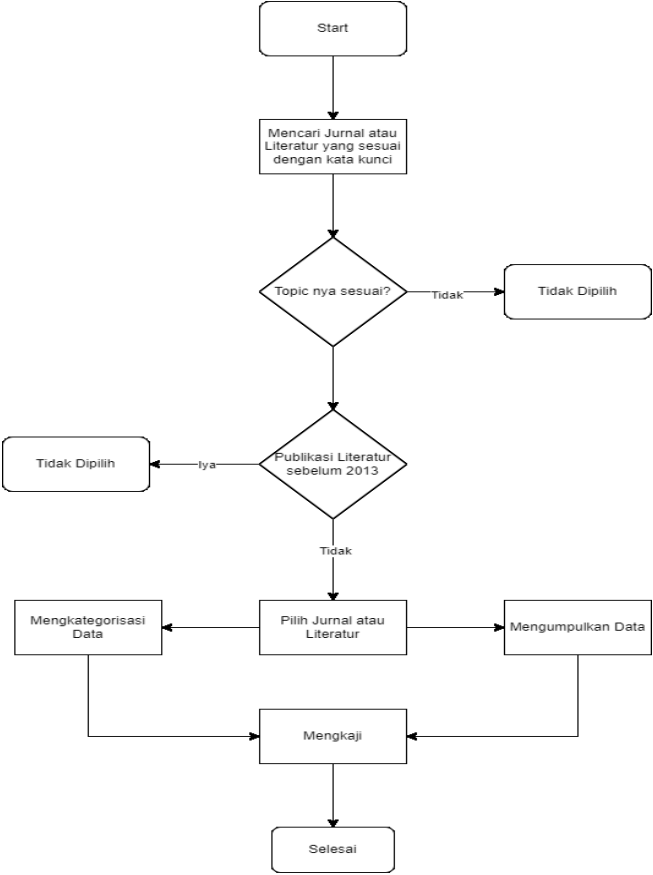 Start
Mencari Jurnal atau
Literatur yang sesuai
dengan kata kunci
Topic nya sesuai?
Tidak
Tidak Dipilih
Publikasi Literatur
sebelum 2013
Iya
Tidak Dipilih
Tidak
Mengkategorisasi
Data
Pilih Jurnal atau
Literatur
Mengumpulkan Data
Mengkaji
Selesai